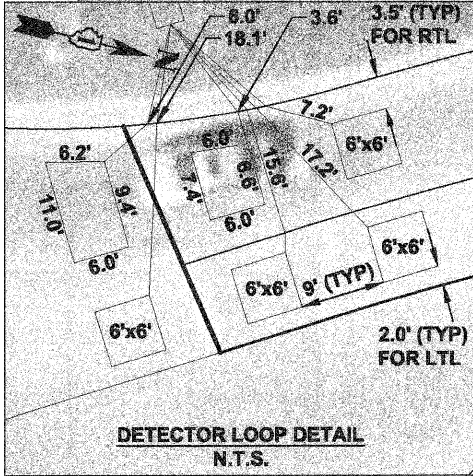 6.0'
18.1'
3.6'
3.5' (TYP)
FOR RTL
7.2'
6'x6'
6.2'
6.0'
11.0'
9.4'
7.4'
6.6'
15.6'
17.2'
6.0'
6.0'
6'x6'
6'x6'
9' (TYP)
6'x6'
2.0' (TYP)
FOR LTL
DETECTOR LOOP DETAIL
N.T.S.